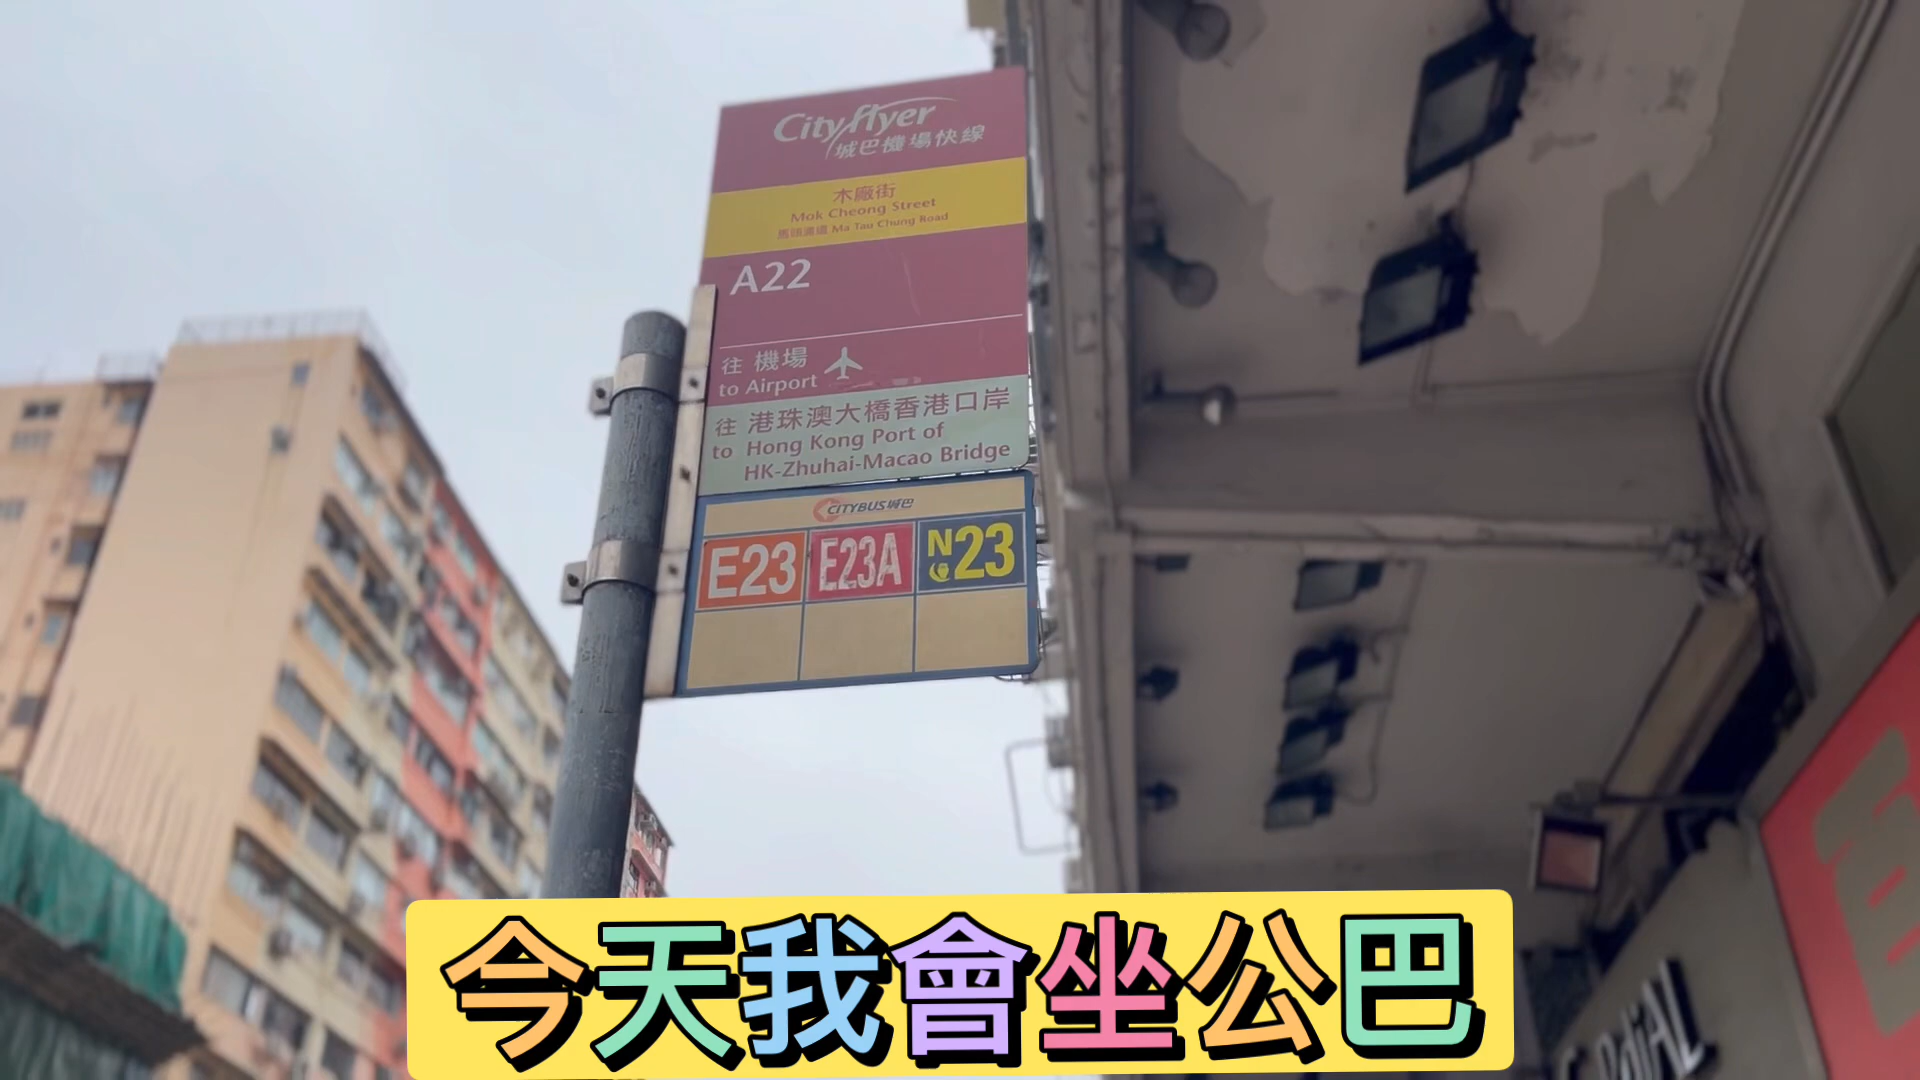 Cityflyer
城巴機場快線
木廠街
Mok Cheong Street
馬頭涌道 Ma Tau Chung Road
A22
往 機場
to Airport
往 港珠澳大橋香港口岸
to Hong Kong Port of
HK-Zhuhai-Macao Bridge
CITYBUS城巴
E23 E23A N23
今天我會坐公巴